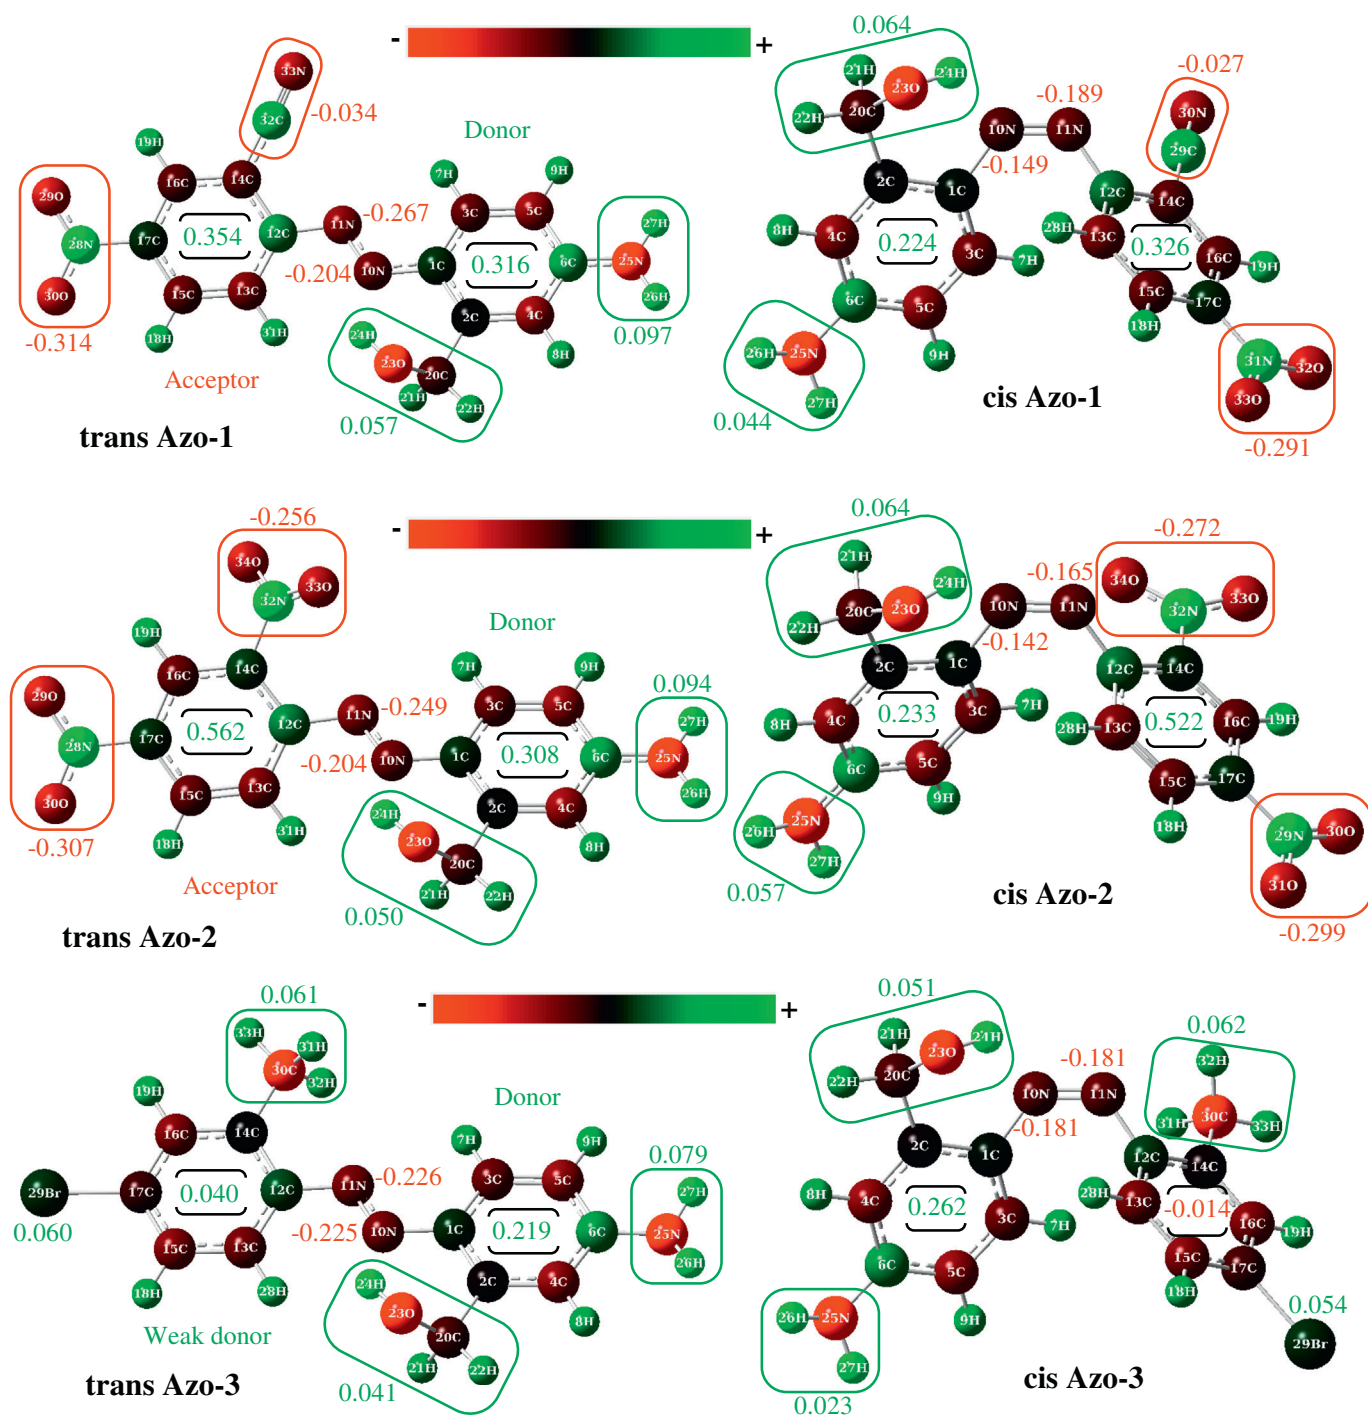 - +
0.064
33N
-0.034
32C
Donor
21H
24H
23O
22H
20C
-0.189
-0.027
30N
10N
11N
29C
-0.149
19H
16C
14C
7H
9H
2C
1C
12C
14C
29O
11N
-0.267
3C
5C
27H
8H
4C
0.224
28H
13C
0.326
16C
28N
17C
0.354
12C
-0.204
10N
1C
0.316
6C
25N
3C
7H
19H
30O
15C
13C
2C
4C
26H
6C
5C
15C
17C
18H
-0.314
18H
31H
24H
23O
20C
8H
0.097
26H
25N
9H
31N
32O
Acceptor
21H
22H
27H
33O
trans Azo-1
0.057
0.044
cis Azo-1
-0.291
- +
-0.256
0.064
-0.272
34O
33O
32N
Donor
21H
24H
23O
20C
22H
-0.165
10N
11N
-0.142
34O
33O
32N
19H
16C
14C
7H
9H
0.094
2C
1C
12C
14C
29O
11N
-0.249
3C
5C
27H
8H
4C
0.233
3C
7H
28H
13C
0.522
16C
19H
28N
17C
0.562
12C
-0.204
10N
1C
0.308
6C
25N
6C
5C
15C
17C
30O
15C
13C
2C
4C
26H
9H
18H
-0.307
18H
31H
24H
23O
20C
8H
26H
25N
27H
29N
30O
31O
Acceptor
21H
22H
0.050
0.057
cis Azo-2
-0.299
trans Azo-2
- +
0.061
0.051
0.062
33H
31H
30C
32H
Donor
21H
24H
23O
20C
22H
-0.181
10N
11N
-0.181
32H
31H
30C
33H
19H
16C
14C
7H
9H
0.079
2C
1C
12C
14C
29Br
17C
0.040
12C
11N
-0.226
3C
5C
27H
8H
4C
0.262
3C
7H
28H
13C
-0.014
16C
19H
0.060
-0.225
10N
1C
0.219
6C
25N
26H
6C
5C
15C
17C
15C
13C
2C
4C
18H
18H
28H
24H
23O
20C
8H
26H
25N
9H
0.054
Weak donor
21H
22H
27H
29Br
trans Azo-3
0.041
0.023
cis Azo-3